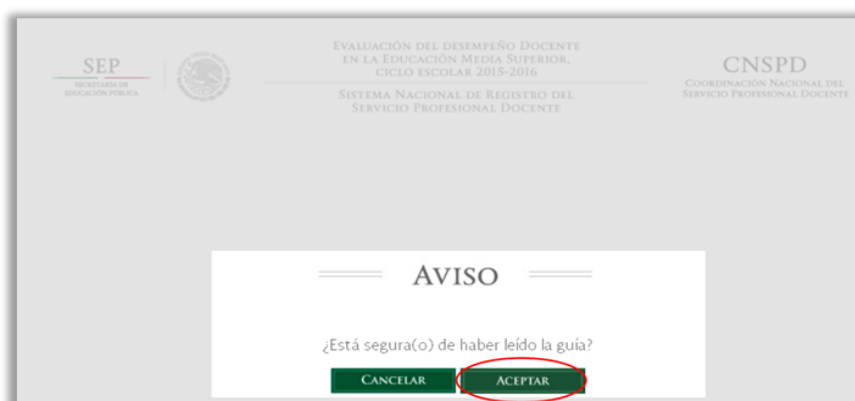 SEP
SECRETARÍA DE
EDUCACIÓN PÚBLICA
EVALUACIÓN DEL DESEMPEÑO DOCENTE
EN LA EDUCACIÓN MEDIA SUPERIOR,
CICLO ESCOLAR 2015-2016
SISTEMA NACIONAL DE REGISTRO DEL
SERVICIO PROFESIONAL DOCENTE
CNSPD
COORDINACIÓN NACIONAL DEL
SERVICIO PROFESIONAL DOCENTE
AVISO
¿Está segura(o) de haber leído la guía?
CANCELAR ACEPTAR